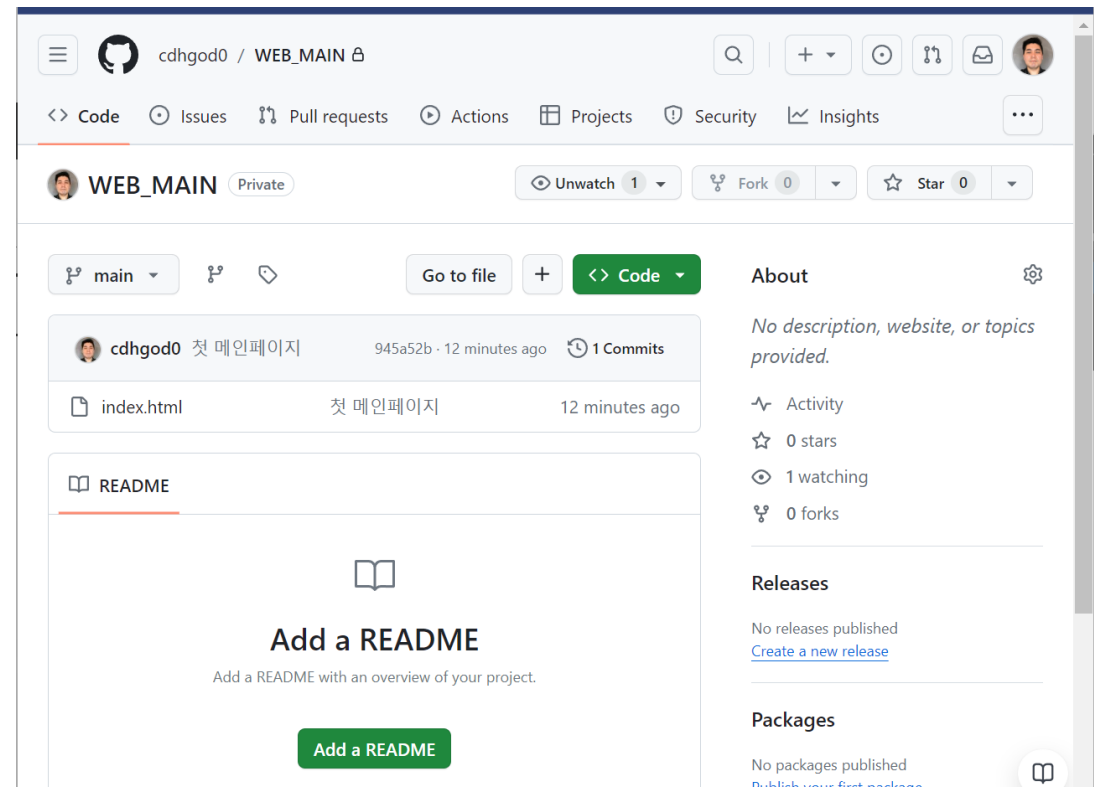 cdhgod0 / WEB_MAIN
Code Issues Pull requests Actions Projects Security Insights
WEB_MAIN Private Unwatch 1 Fork 0 Star 0
main Go to file + Code
About
No description, website, or topics
provided.
cdhgod0 첫 메인페이지 945a52b · 12 minutes ago 1 Commits
index.html 첫 메인페이지 12 minutes ago
Activity
0 stars
1 watching
0 forks
README
Add a README
Add a README with an overview of your project.
Add a README
Releases
No releases published
Create a new release
Packages
No packages published
Publish your first package